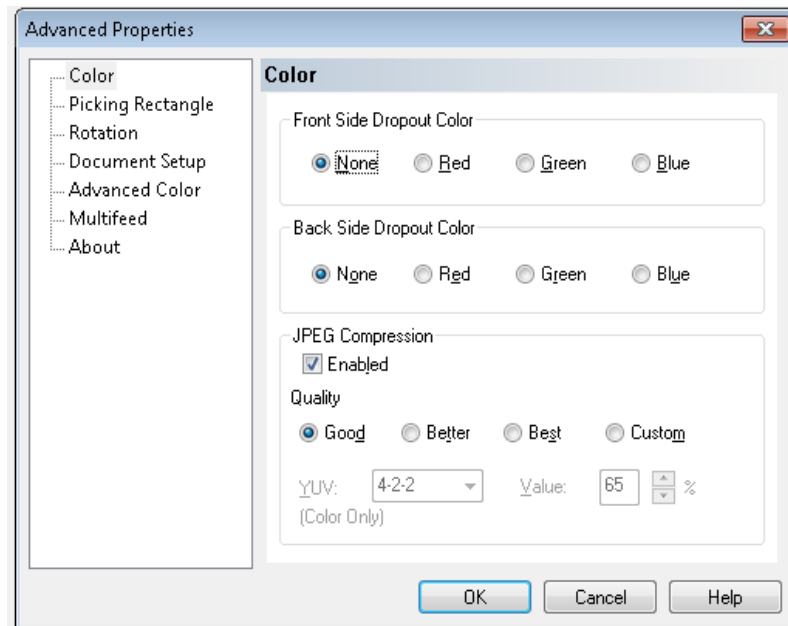 Advanced Properties
Color
Picking Rectangle
Rotation
Document Setup
Advanced Color
Multifeed
About
Color
Front Side Dropout Color
None Red Green Blue
Back Side Dropout Color
None Red Green Blue
JPEG Compression
Enabled
Quality
Good Better Best Custom
YUV: 4-2-2 Value: 65 %
(Color Only)
OK Cancel Help